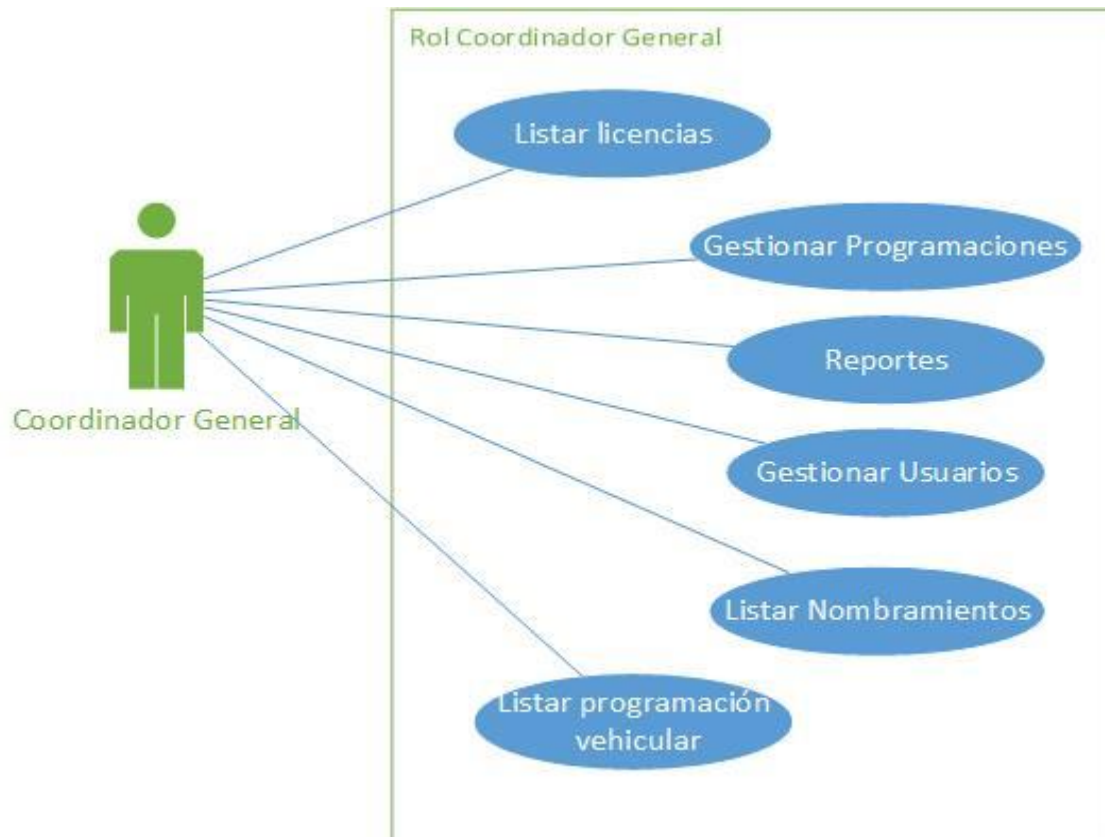 Rol Coordinador General
Listar licencias
Gestionar Programaciones
Reportes
Coordinador General
Gestionar Usuarios
Listar Nombramientos
Listar programación
vehicular